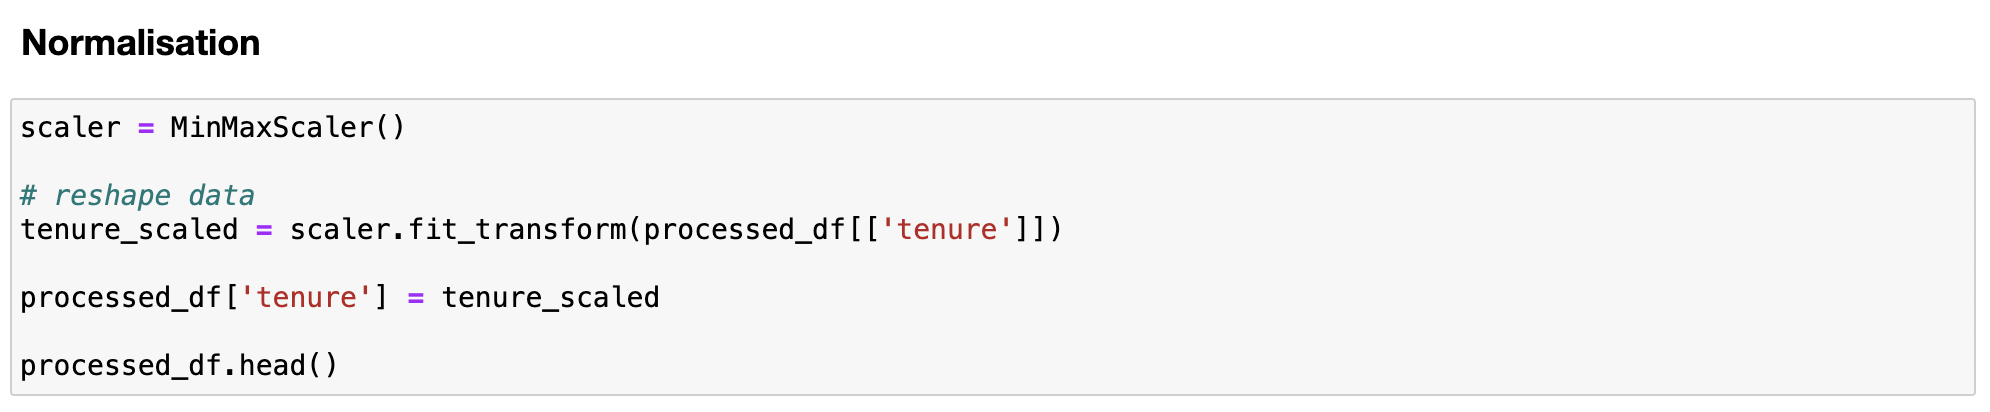 Normalisation
scaler = MinMaxScaler()
# reshape data
tenure_scaled = scaler.fit_transform(processed_df[['tenure']])
processed_df['tenure'] = tenure_scaled
processed_df.head()